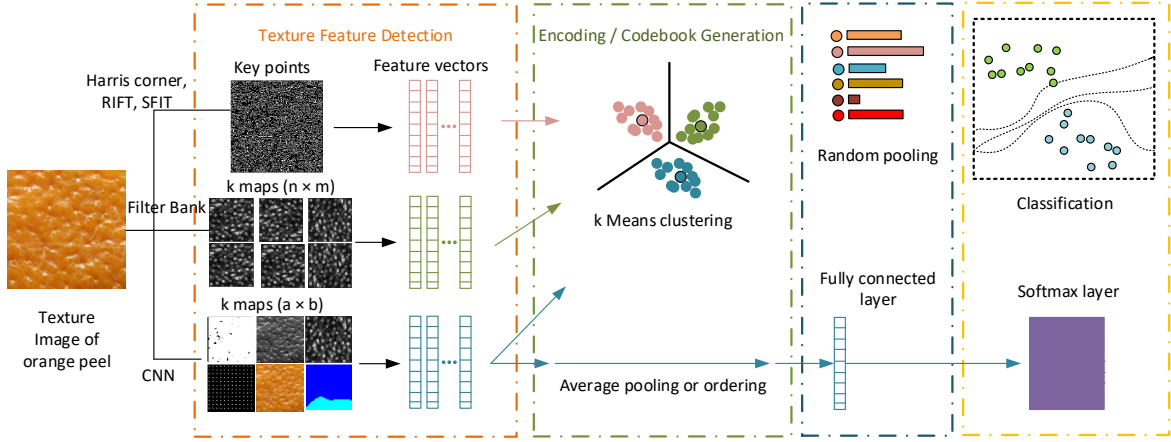 Texture Feature Detection
Encoding / Codebook Generation
Harris corner,
RIFT, SFIT
Key points
Feature vectors
Random pooling
k maps (n × m)
Filter Bank
k Means clustering
Classification
Texture
Image of
orange peel
k maps (a × b)
CNN
Average pooling or ordering
Fully connected
layer
Softmax layer